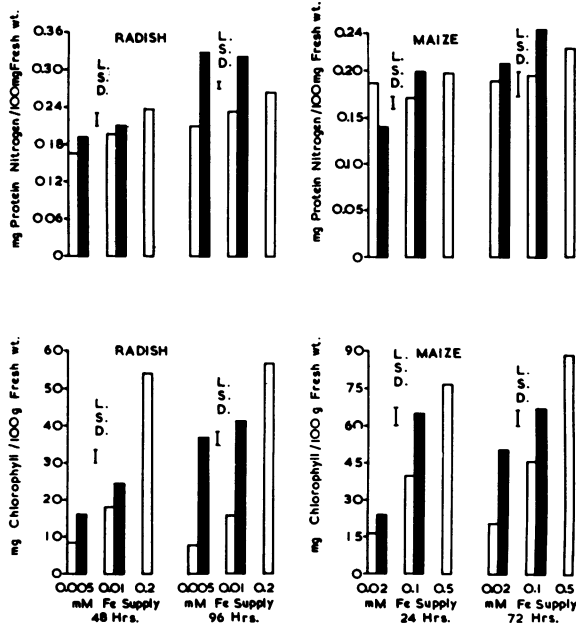 RADISH
mg Protein Nitrogen/100mg Fresh wt.
0.36
0.30
0.24
0.18
0.12
0.06
0
L.
S.
D.
L.
S.
D.
MAIZE
mg Protein Nitrogen/100mg Fresh wt.
0.24
0.20
0.15
0.10
0.05
0
L.
S.
D.
L.
S.
D.
RADISH
mg Chlorophyll/100g Fresh wt.
60
50
40
30
20
10
0
L.
S.
D.
L.
S.
D.
0.005 0.01 0.2 0.005 0.01 0.2
mM Fe Supply mM Fe Supply
48 Hrs. 96 Hrs.
MAIZE
mg Chlorophyll/100g Fresh wt.
90
75
60
45
30
15
0
L.
S.
D.
L.
S.
D.
0.02 0.1 0.5 0.02 0.1 0.5
mM Fe Supply mM Fe Supply
24 Hrs. 72 Hrs.